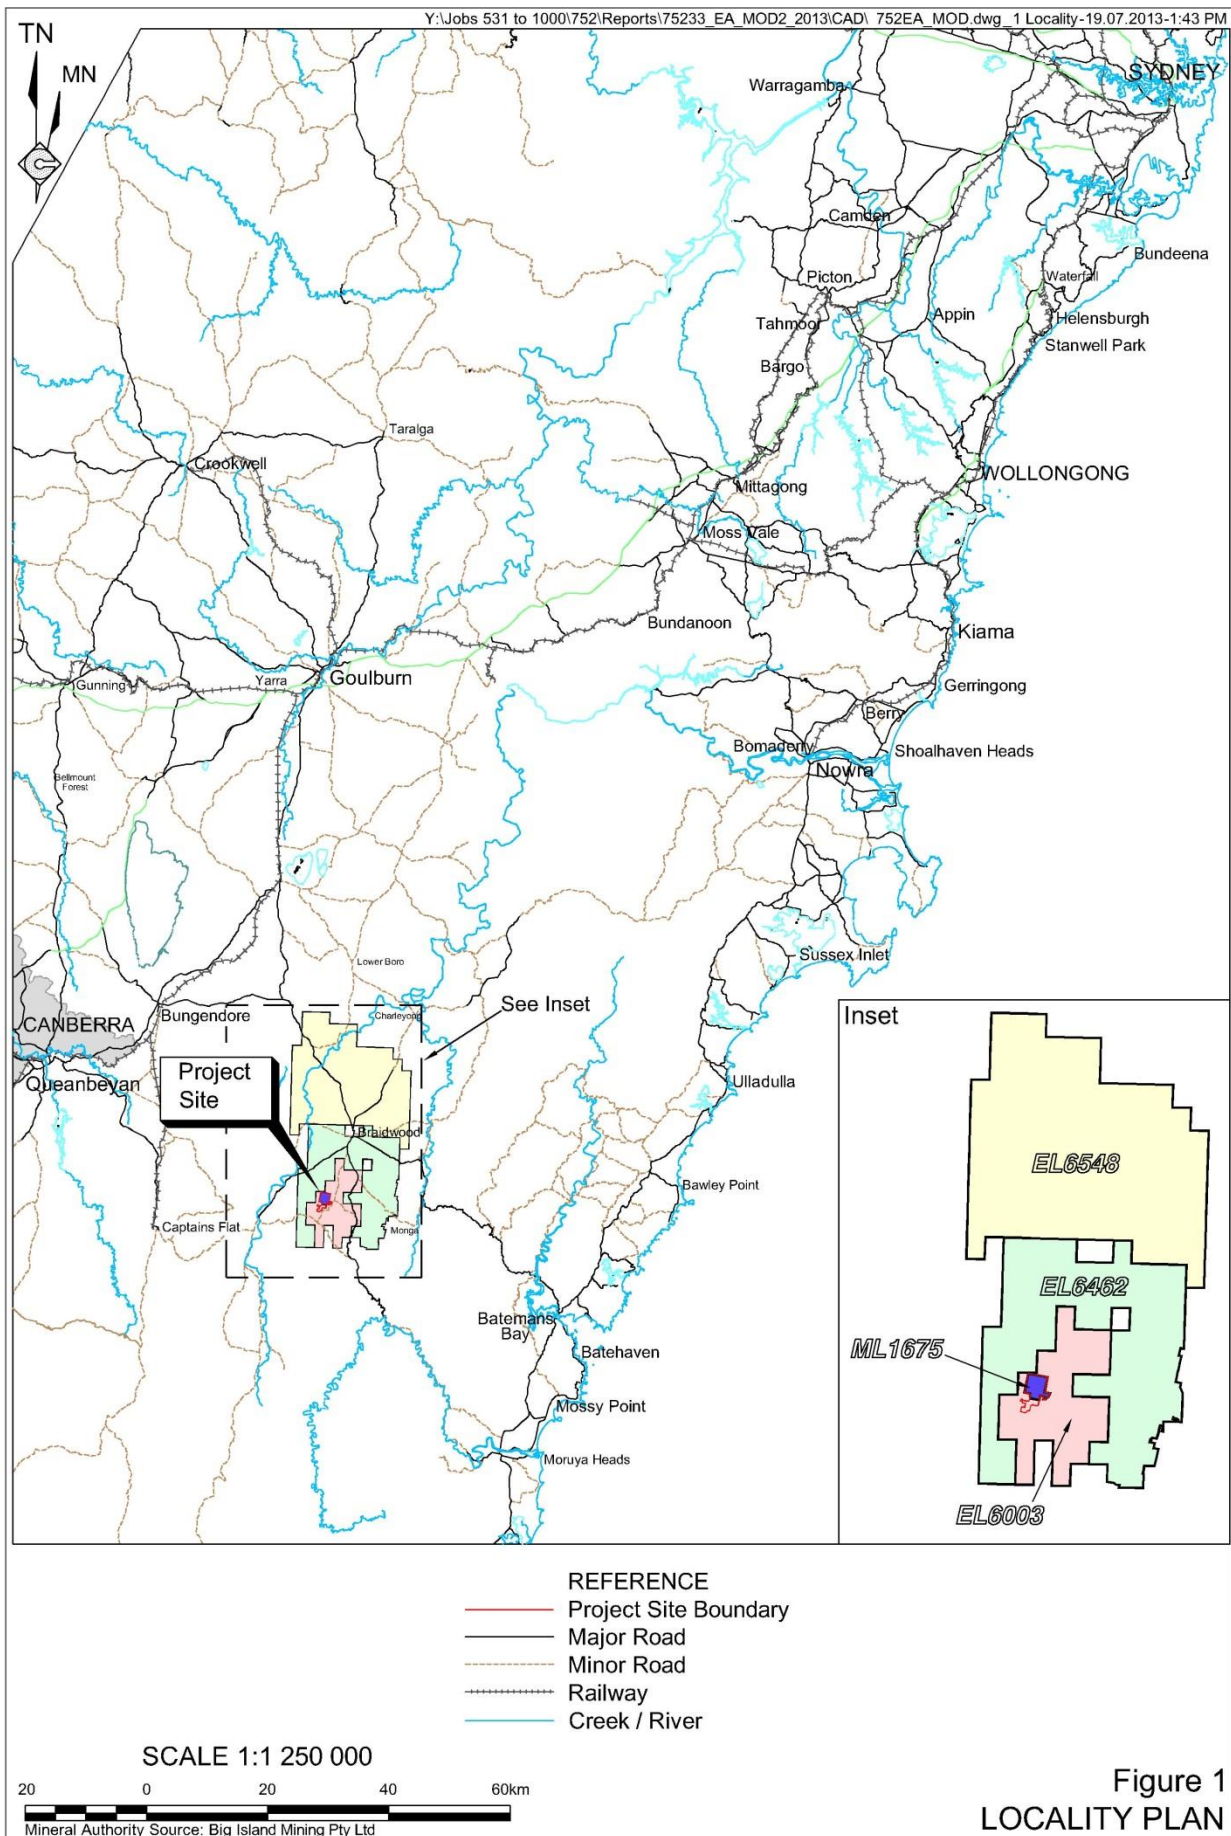 Y:\Jobs 531 to 1000\752\Reports\75233_EA_MOD2_2013\CAD\_752EA_MOD.dwg_1 Locality-19.07.2013-1:43 PM
TN
MN
SYDNEY
Warragamba
Camden
Bundeena
Picton
Waterfall
Tahmoor
Appin
Helensburgh
Stanwell Park
Bargo
Taralga
Crookwell
WOLLONGONG
Mittagong
Moss Vale
Bundanoon
Kiama
Goulburn
Yarra
Gunning
Gerringong
Berry
Bomaderry
Shoalhaven Heads
Nowra
Bellmount
Forest
Sussex Inlet
Lower Boro
See Inset
Charleyong
Bungendore
CANBERRA
Queanbeyan
Project
Site
Ulladulla
Braidwood
Bawley Point
Captains Flat
Monga
Batemans
Bay
Batehaven
Mossy Point
Moruya Heads
Inset
EL6548
EL6462
ML1675
EL6003
REFERENCE
Project Site Boundary
Major Road
Minor Road
Railway
Creek / River
SCALE 1:1 250 000
20 0 20 40 60km
Mineral Authority Source: Big Island Mining Pty Ltd
Figure 1
LOCALITY PLAN